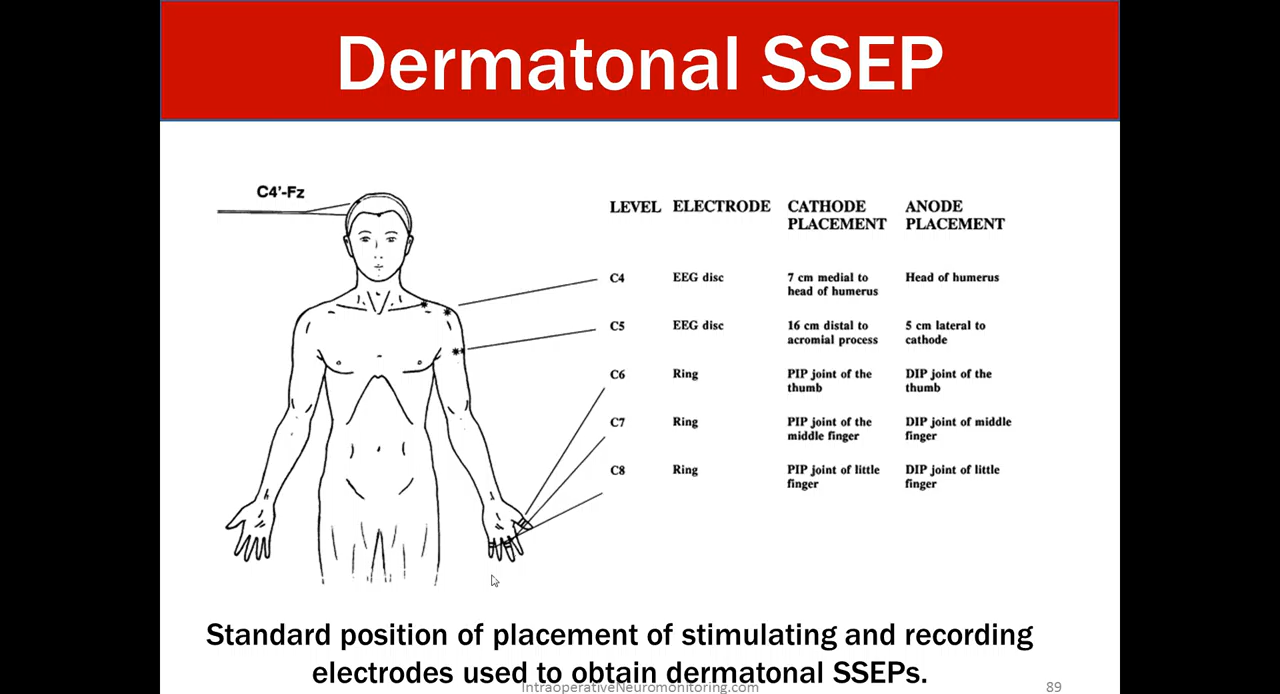 Dermatonal SSEP
C4'-Fz
LEVEL ELECTRODE CATHODE PLACEMENT ANODE PLACEMENT
C4 EEG disc 7 cm medial to head of humerus Head of humerus
C5 EEG disc 16 cm distal to acromial process 5 cm lateral to cathode
C6 Ring PIP joint of the thumb DIP joint of the thumb
C7 Ring PIP joint of the middle finger DIP joint of middle finger
C8 Ring PIP joint of little finger DIP joint of little finger
Standard position of placement of stimulating and recording
electrodes used to obtain dermatonal SSEPs.
IntraoperativeNeuromonitoring.com
89